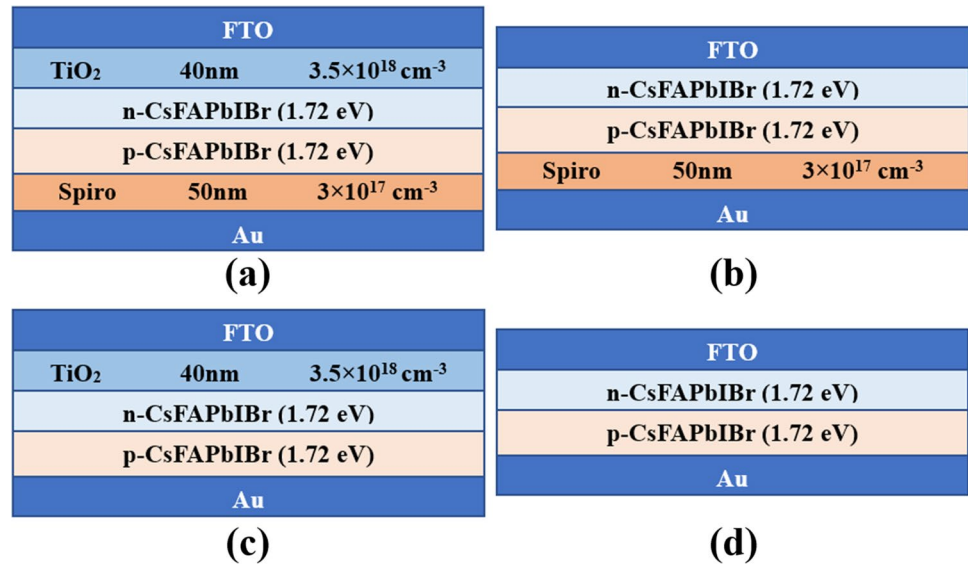 FTO
TiO₂ 40nm 3.5×10¹⁸ cm⁻³
n-CsFAPbIBr (1.72 eV)
p-CsFAPbIBr (1.72 eV)
Spiro 50nm 3×10¹⁷ cm⁻³
Au
(a)
FTO
n-CsFAPbIBr (1.72 eV)
p-CsFAPbIBr (1.72 eV)
Spiro 50nm 3×10¹⁷ cm⁻³
Au
(b)
FTO
TiO₂ 40nm 3.5×10¹⁸ cm⁻³
n-CsFAPbIBr (1.72 eV)
p-CsFAPbIBr (1.72 eV)
Au
(c)
FTO
n-CsFAPbIBr (1.72 eV)
p-CsFAPbIBr (1.72 eV)
Au
(d)